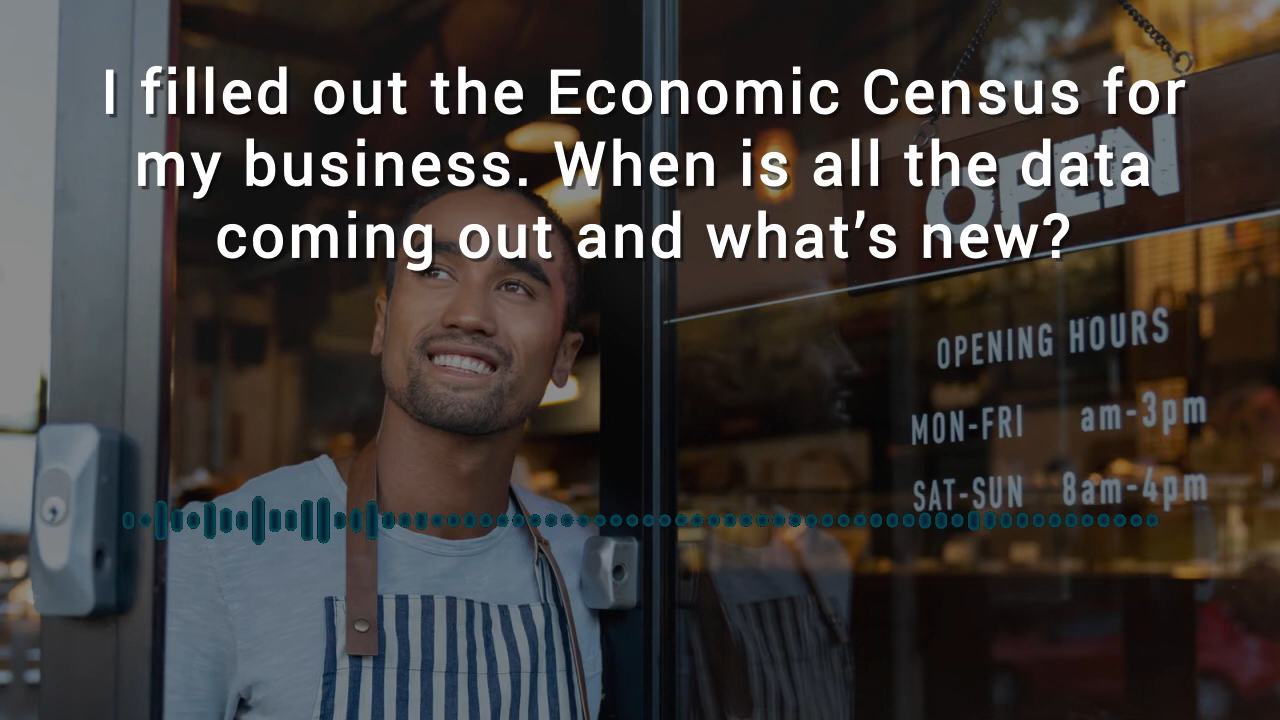 I filled out the Economic Census for
my business. When is all the data
coming out and what’s new?
OPEN
OPENING HOURS
MON-FRI am-3pm
SAT-SUN 8am-4pm